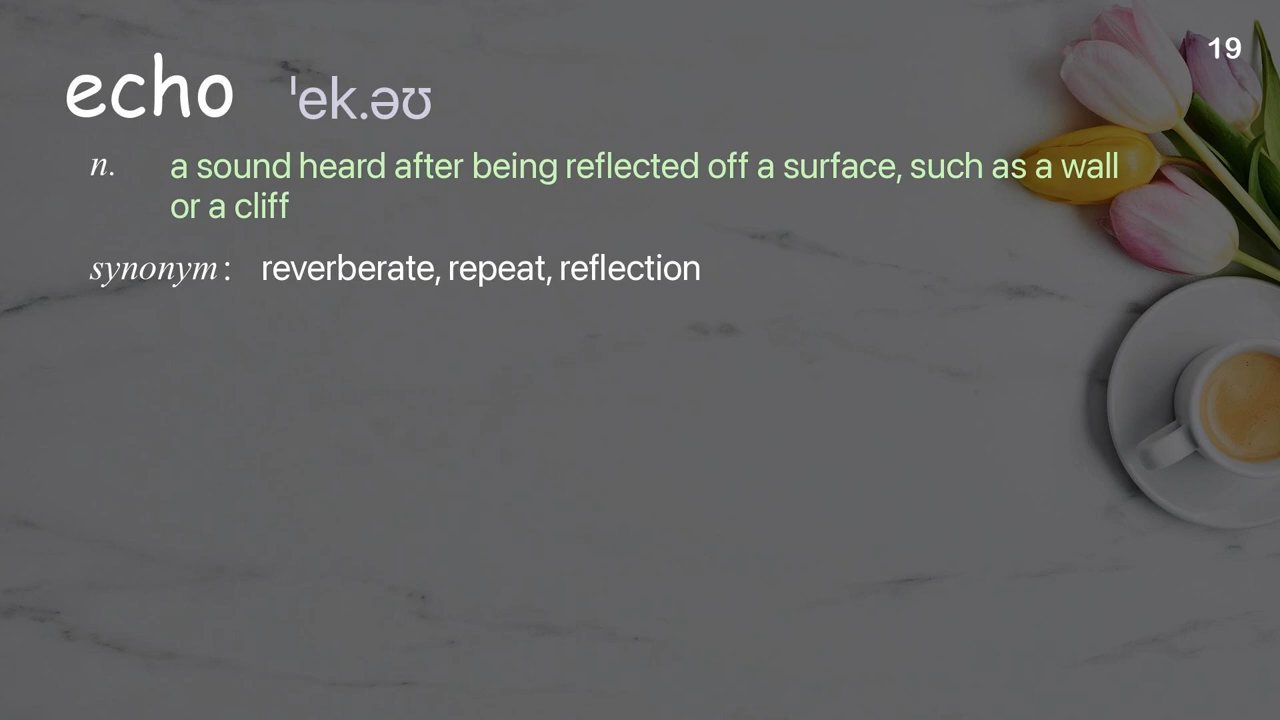 19
echo ˈek.əʊ
n. a sound heard after being reflected off a surface, such as a wall
or a cliff
synonym: reverberate, repeat, reflection